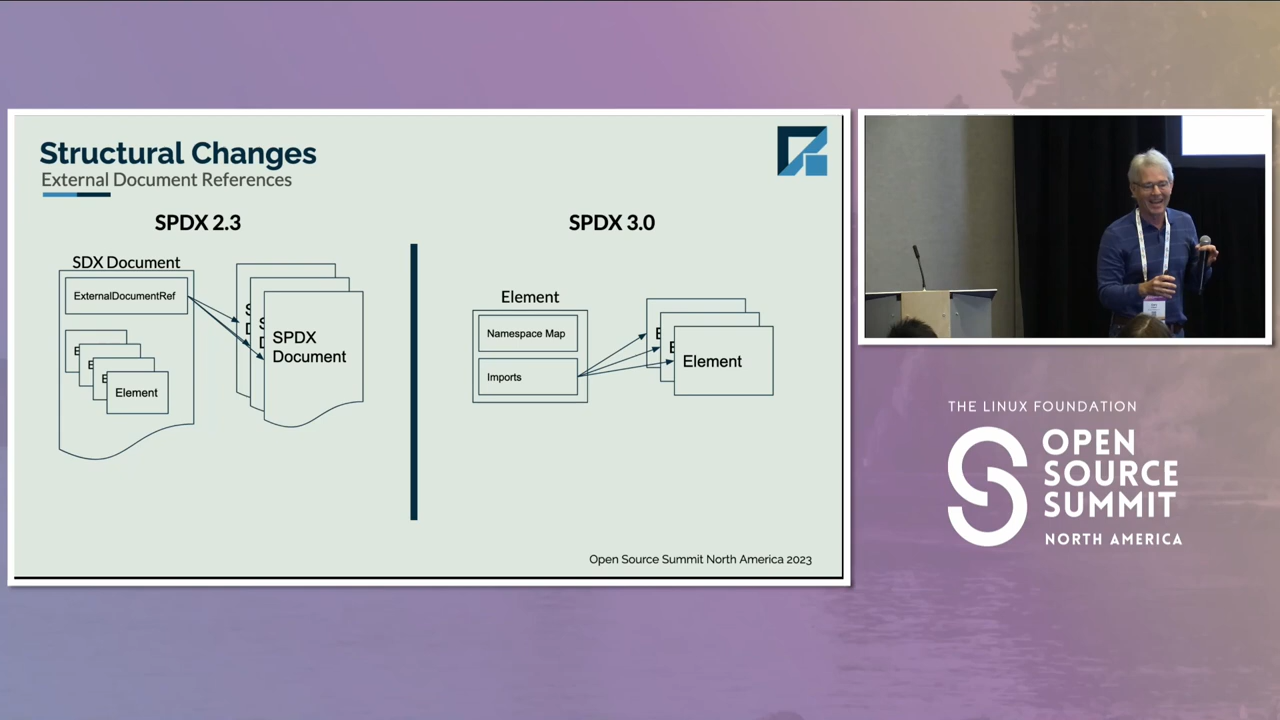 Structural Changes
External Document References
SPDX 2.3
SDX Document
ExternalDocumentRef
E
E
E
Element
S
D
S
D
SPDX
Document
SPDX 3.0
Element
Namespace Map
Imports
E
E
Element
Open Source Summit North America 2023
THE LINUX FOUNDATION
OPEN
SOURCE
SUMMIT
NORTH AMERICA